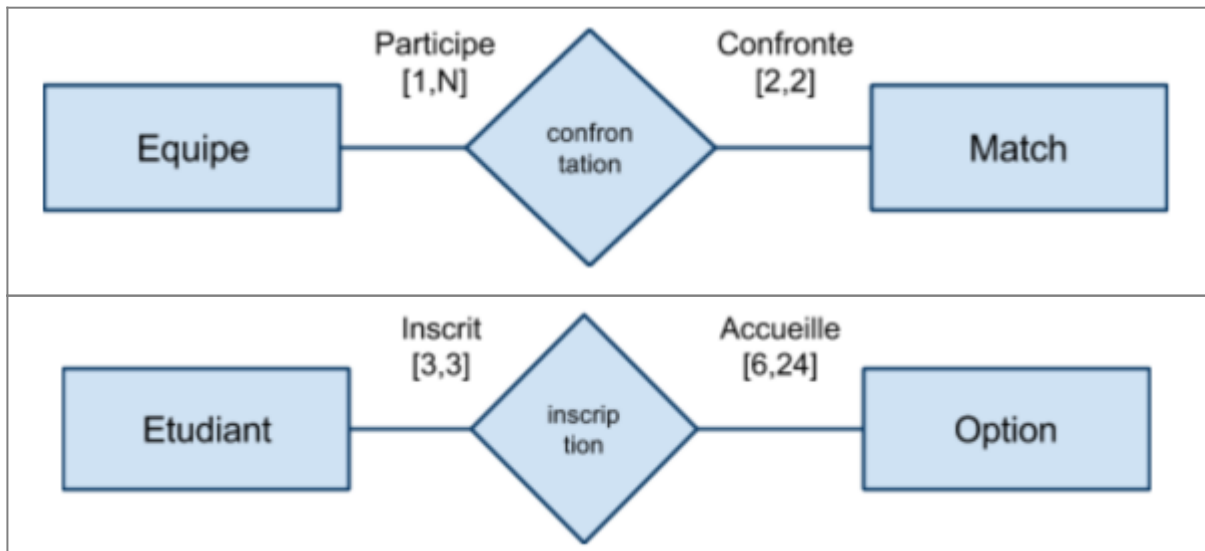 Participe
[1,N]
Confronte
[2,2]
Equipe
confron
tation
Match
Inscrit
[3,3]
Accueille
[6,24]
Etudiant
inscrip
tion
Option